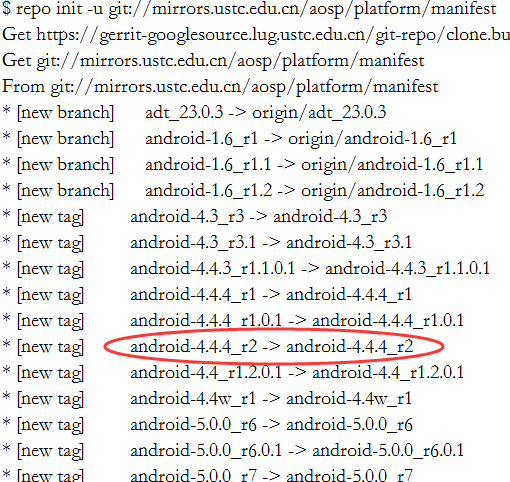 $ repo init -u git://mirrors.ustc.edu.cn/aosp/platform/manifest
Get https://gerrit-googlesource.lug.ustc.edu.cn/git-repo/clone.bu
Get git://mirrors.ustc.edu.cn/aosp/platform/manifest
From git://mirrors.ustc.edu.cn/aosp/platform/manifest
* [new branch] adt_23.0.3 -> origin/adt_23.0.3
* [new branch] android-1.6_r1 -> origin/android-1.6_r1
* [new branch] android-1.6_r1.1 -> origin/android-1.6_r1.1
* [new branch] android-1.6_r1.2 -> origin/android-1.6_r1.2
* [new tag] android-4.3_r3 -> android-4.3_r3
* [new tag] android-4.3_r3.1 -> android-4.3_r3.1
* [new tag] android-4.4.3_r1.1.0.1 -> android-4.4.3_r1.1.0.1
* [new tag] android-4.4.4_r1 -> android-4.4.4_r1
* [new tag] android-4.4.4_r1.0.1 -> android-4.4.4_r1.0.1
* [new tag] android-4.4.4_r2 -> android-4.4.4_r2
* [new tag] android-4.4_r1.2.0.1 -> android-4.4_r1.2.0.1
* [new tag] android-4.4w_r1 -> android-4.4w_r1
* [new tag] android-5.0.0_r6 -> android-5.0.0_r6
* [new tag] android-5.0.0_r6.0.1 -> android-5.0.0_r6.0.1
* [new tag] android-5.0.0_r7 -> android-5.0.0_r7